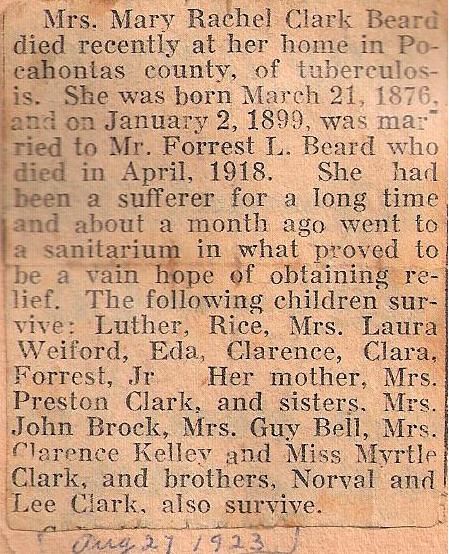 Mrs. Mary Rachel Clark Beard
died recently at her home in Po-
cahontas county, of tuberculos-
is. She was born March 21, 1876,
and on January 2, 1899, was mar-
ried to Mr. Forrest L. Beard who
died in April, 1918. She had
been a sufferer for a long time
and about a month ago went to
a sanitarium in what proved to
be a vain hope of obtaining re-
lief. The following children sur-
vive: Luther, Rice, Mrs. Laura
Weiford, Eda, Clarence, Clara,
Forrest, Jr Her mother, Mrs.
Preston Clark, and sisters, Mrs.
John Brock, Mrs. Guy Bell, Mrs.
Clarence Kelley and Miss Myrtle
Clark, and brothers, Norval and
Lee Clark, also survive.
Aug 27 1923